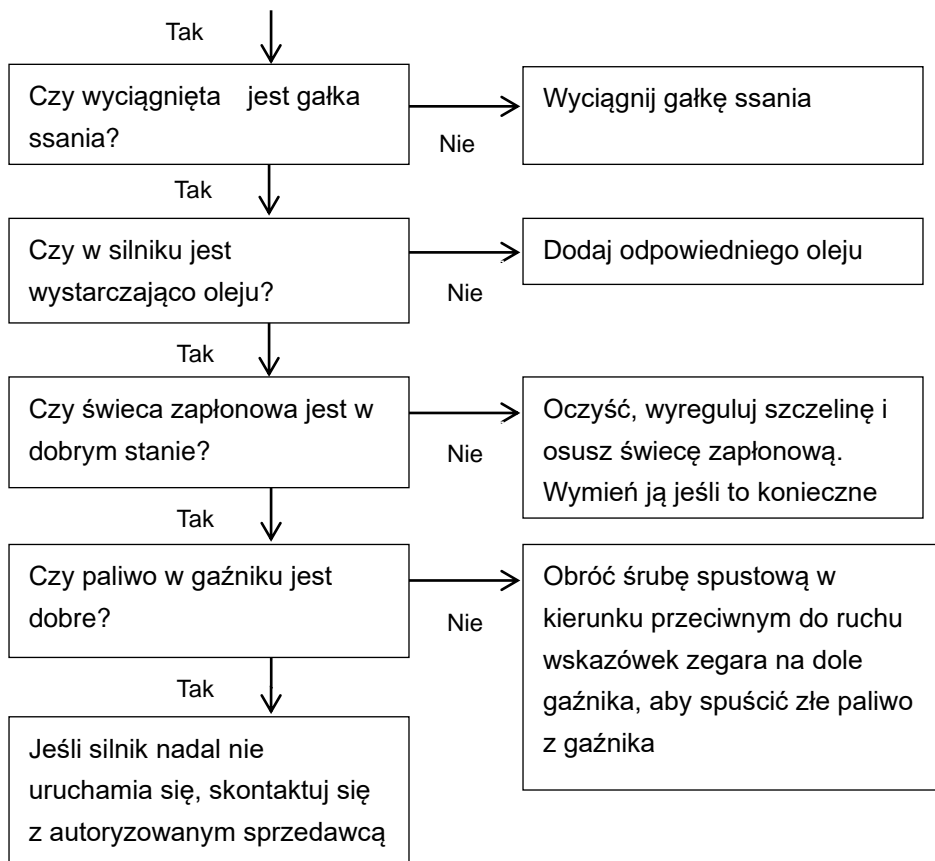 Tak
Czy wyciągnięta jest gałka
ssania?
Nie
Wyciągnij gałkę ssania
Tak
Czy w silniku jest
wystarczająco oleju?
Nie
Dodaj odpowiedniego oleju
Tak
Czy świeca zapłonowa jest w
dobrym stanie?
Nie
Oczyść, wyreguluj szczelinę i
osusz świecę zapłonową.
Wymień ją jeśli to konieczne
Tak
Czy paliwo w gaźniku jest
dobre?
Nie
Obróć śrubę spustową w
kierunku przeciwnym do ruchu
wskazówek zegara na dole
gaźnika, aby spuścić złe paliwo
z gaźnika
Tak
Jeśli silnik nadal nie
uruchamia się, skontaktuj się
z autoryzowanym sprzedawcą